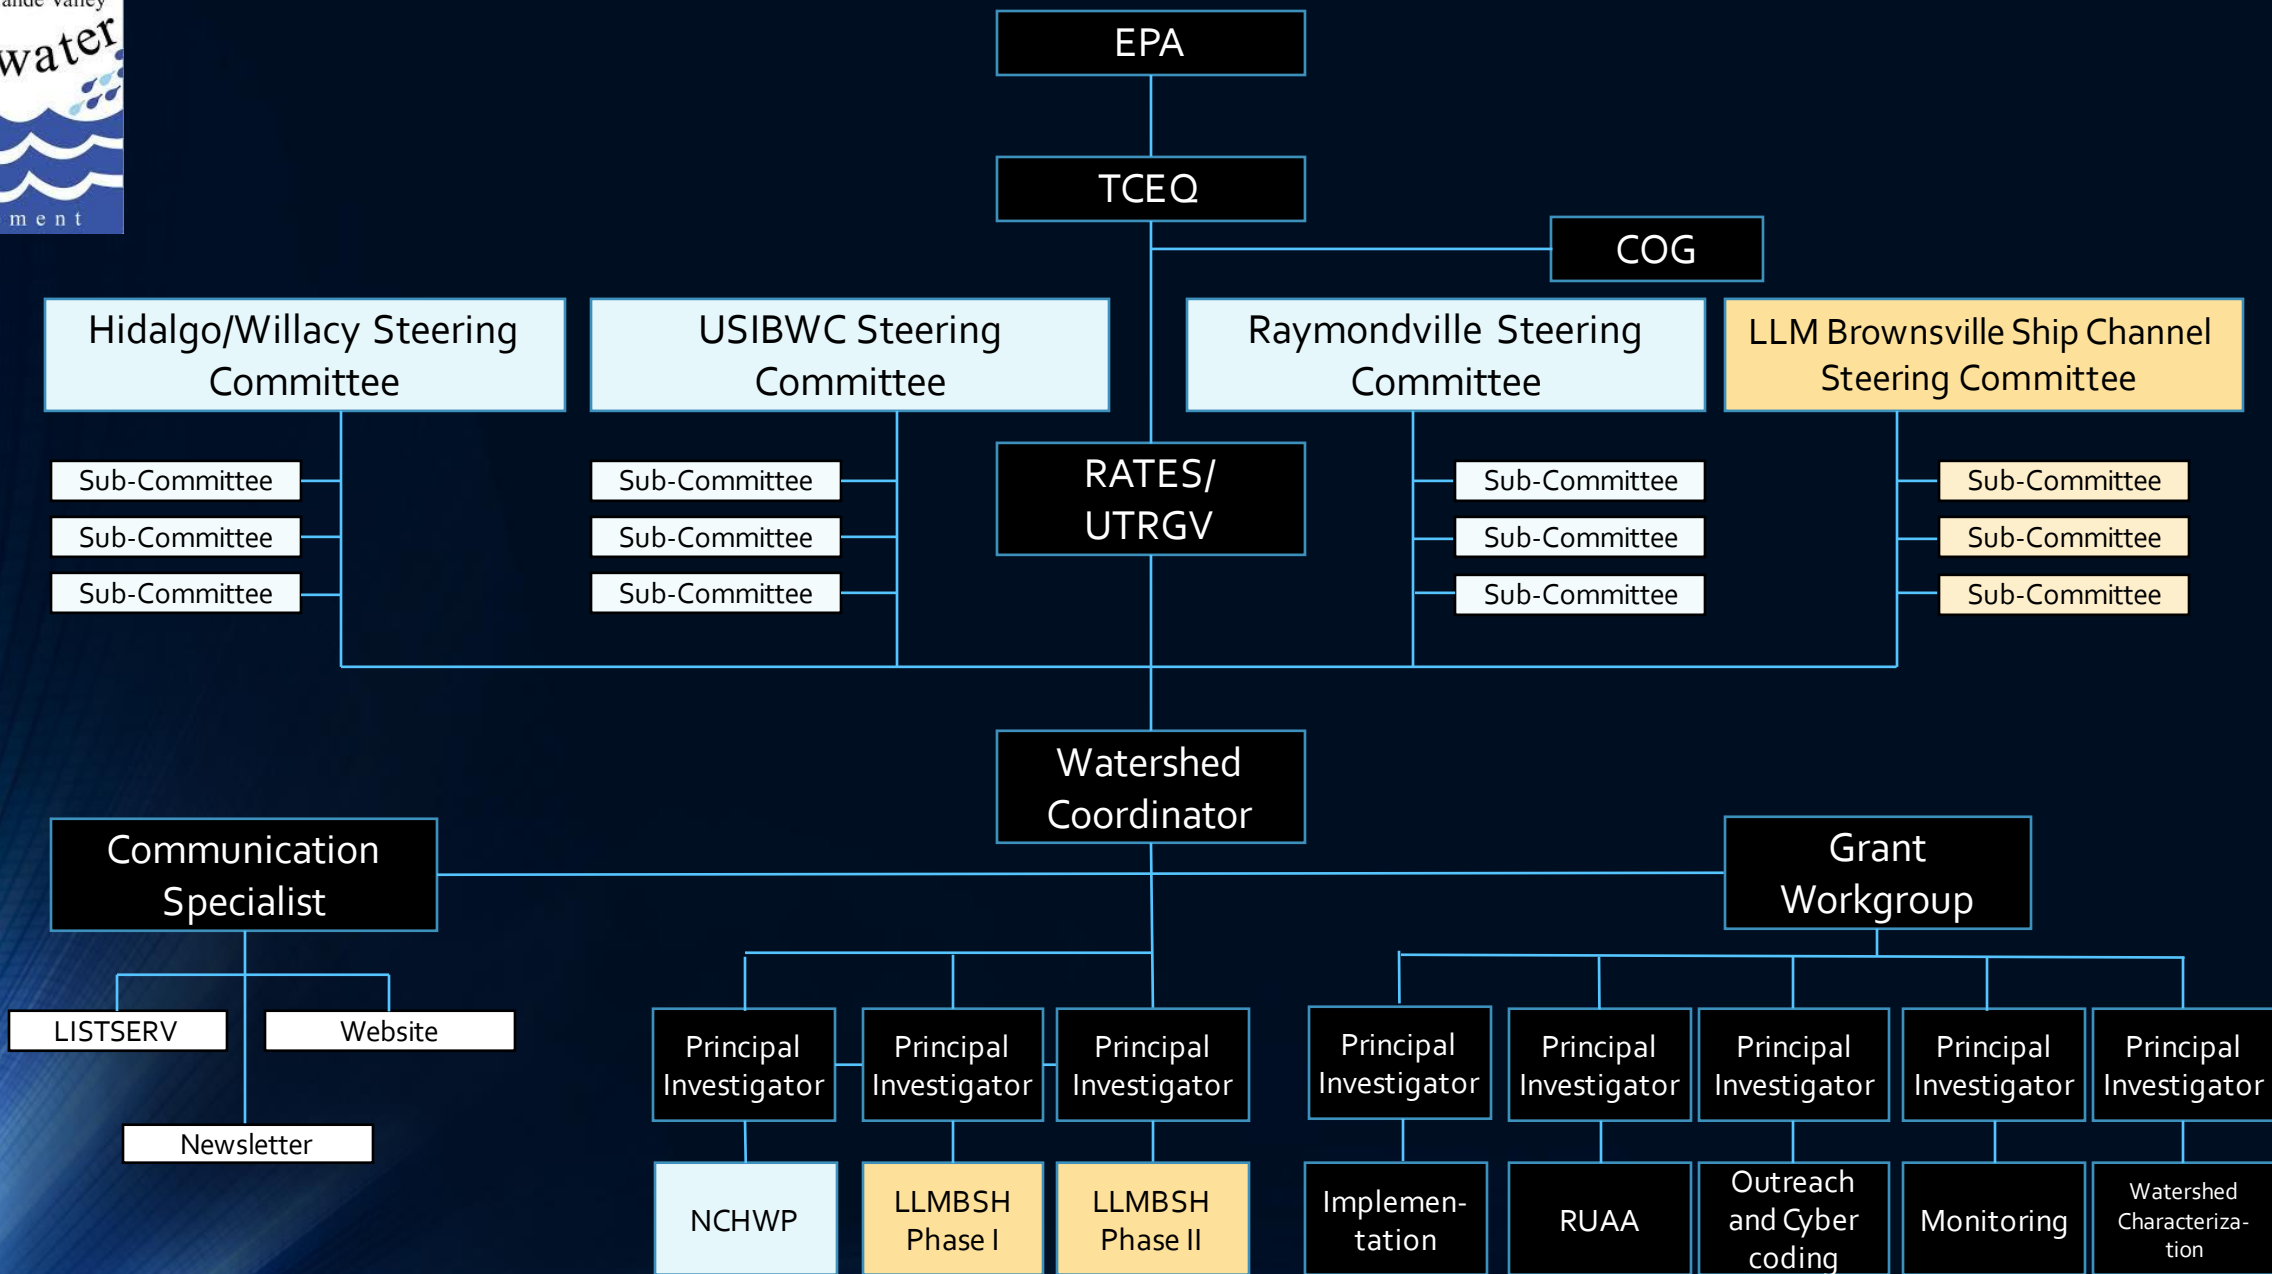 ande Valley
water
ment
EPA
TCEQ
COG
Hidalgo/Willacy Steering
Committee
USIBWC Steering
Committee
Raymondville Steering
Committee
LLM Brownsville Ship Channel
Steering Committee
Sub-Committee
Sub-Committee
Sub-Committee
Sub-Committee
Sub-Committee
Sub-Committee
RATES/
UTRGV
Sub-Committee
Sub-Committee
Sub-Committee
Sub-Committee
Sub-Committee
Sub-Committee
Watershed
Coordinator
Communication
Specialist
Grant
Workgroup
LISTSERV
Website
Newsletter
Principal
Investigator
Principal
Investigator
Principal
Investigator
Principal
Investigator
Principal
Investigator
Principal
Investigator
Principal
Investigator
Principal
Investigator
NCHWP
LLMBSH
Phase I
LLMBSH
Phase II
Implemen-
tation
RUAA
Outreach
and Cyber
coding
Monitoring
Watershed
Characteriza-
tion